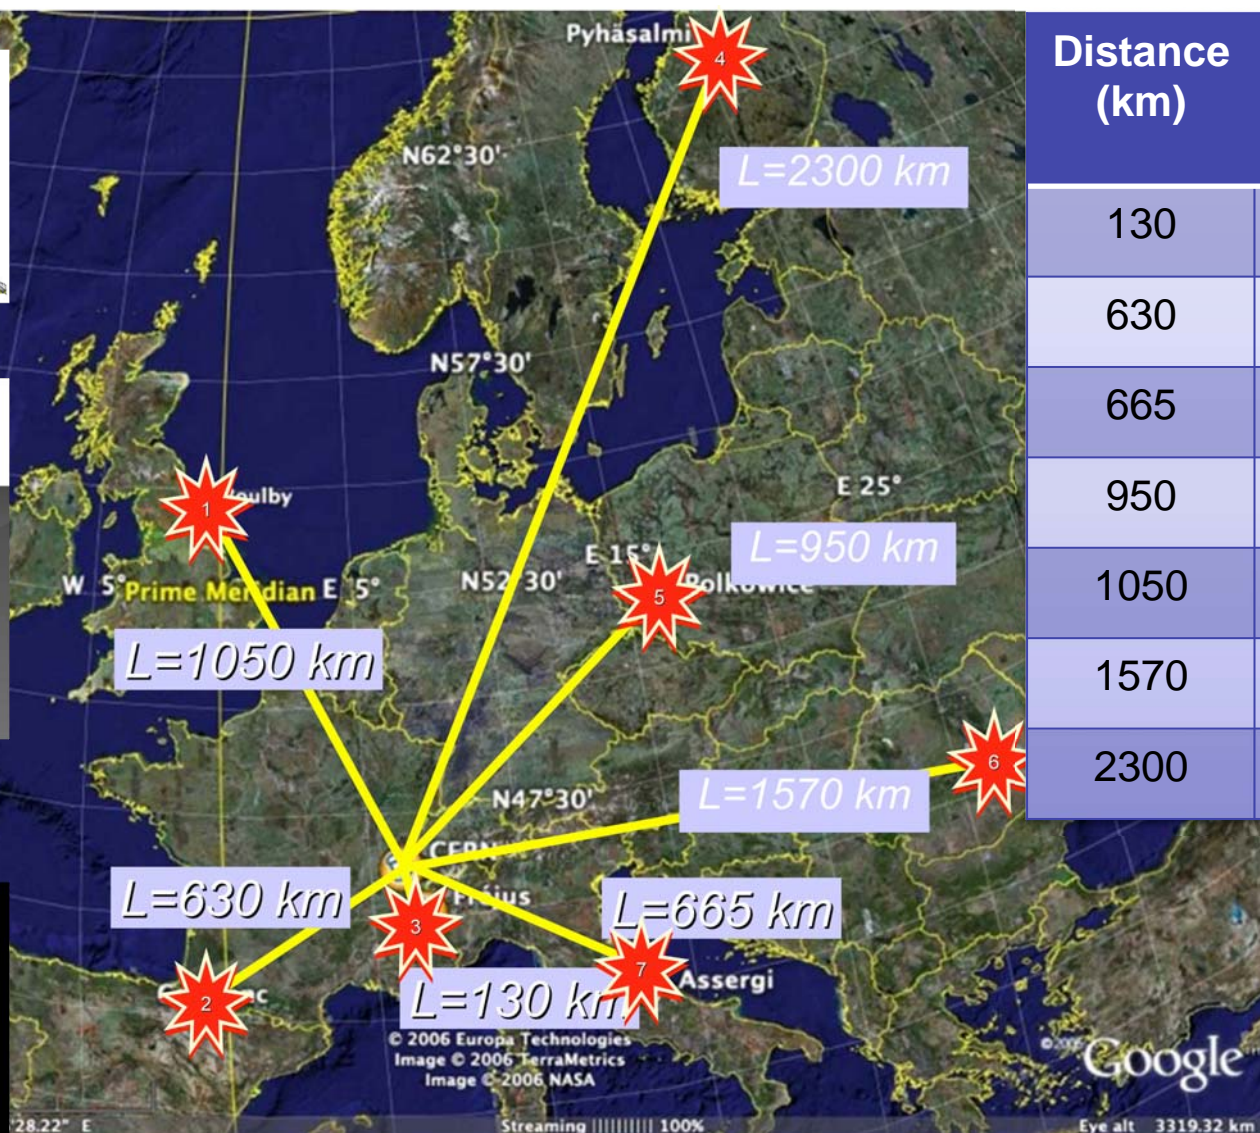 Pyhäsalmi
4
Distance
(km)
N62°30'
L=2300 km
130
630
N57°30'
665
E 25°
950
1
L=950 km
E 15°
W 5°
Prime Meridian
E 5°
N52°30'
5
Polkowice
1050
L=1050 km
1570
6
2300
N47°30'
L=1570 km
CERN
L=630 km
Fréjus
L=665 km
3
7
Assergi
2
L=130 km
© 2006 Europa Technologies
Image © 2006 TerraMetrics
Image © 2006 NASA
Google
28.22" E
Streaming |||||||||| 100%
Eye alt 3319.32 km